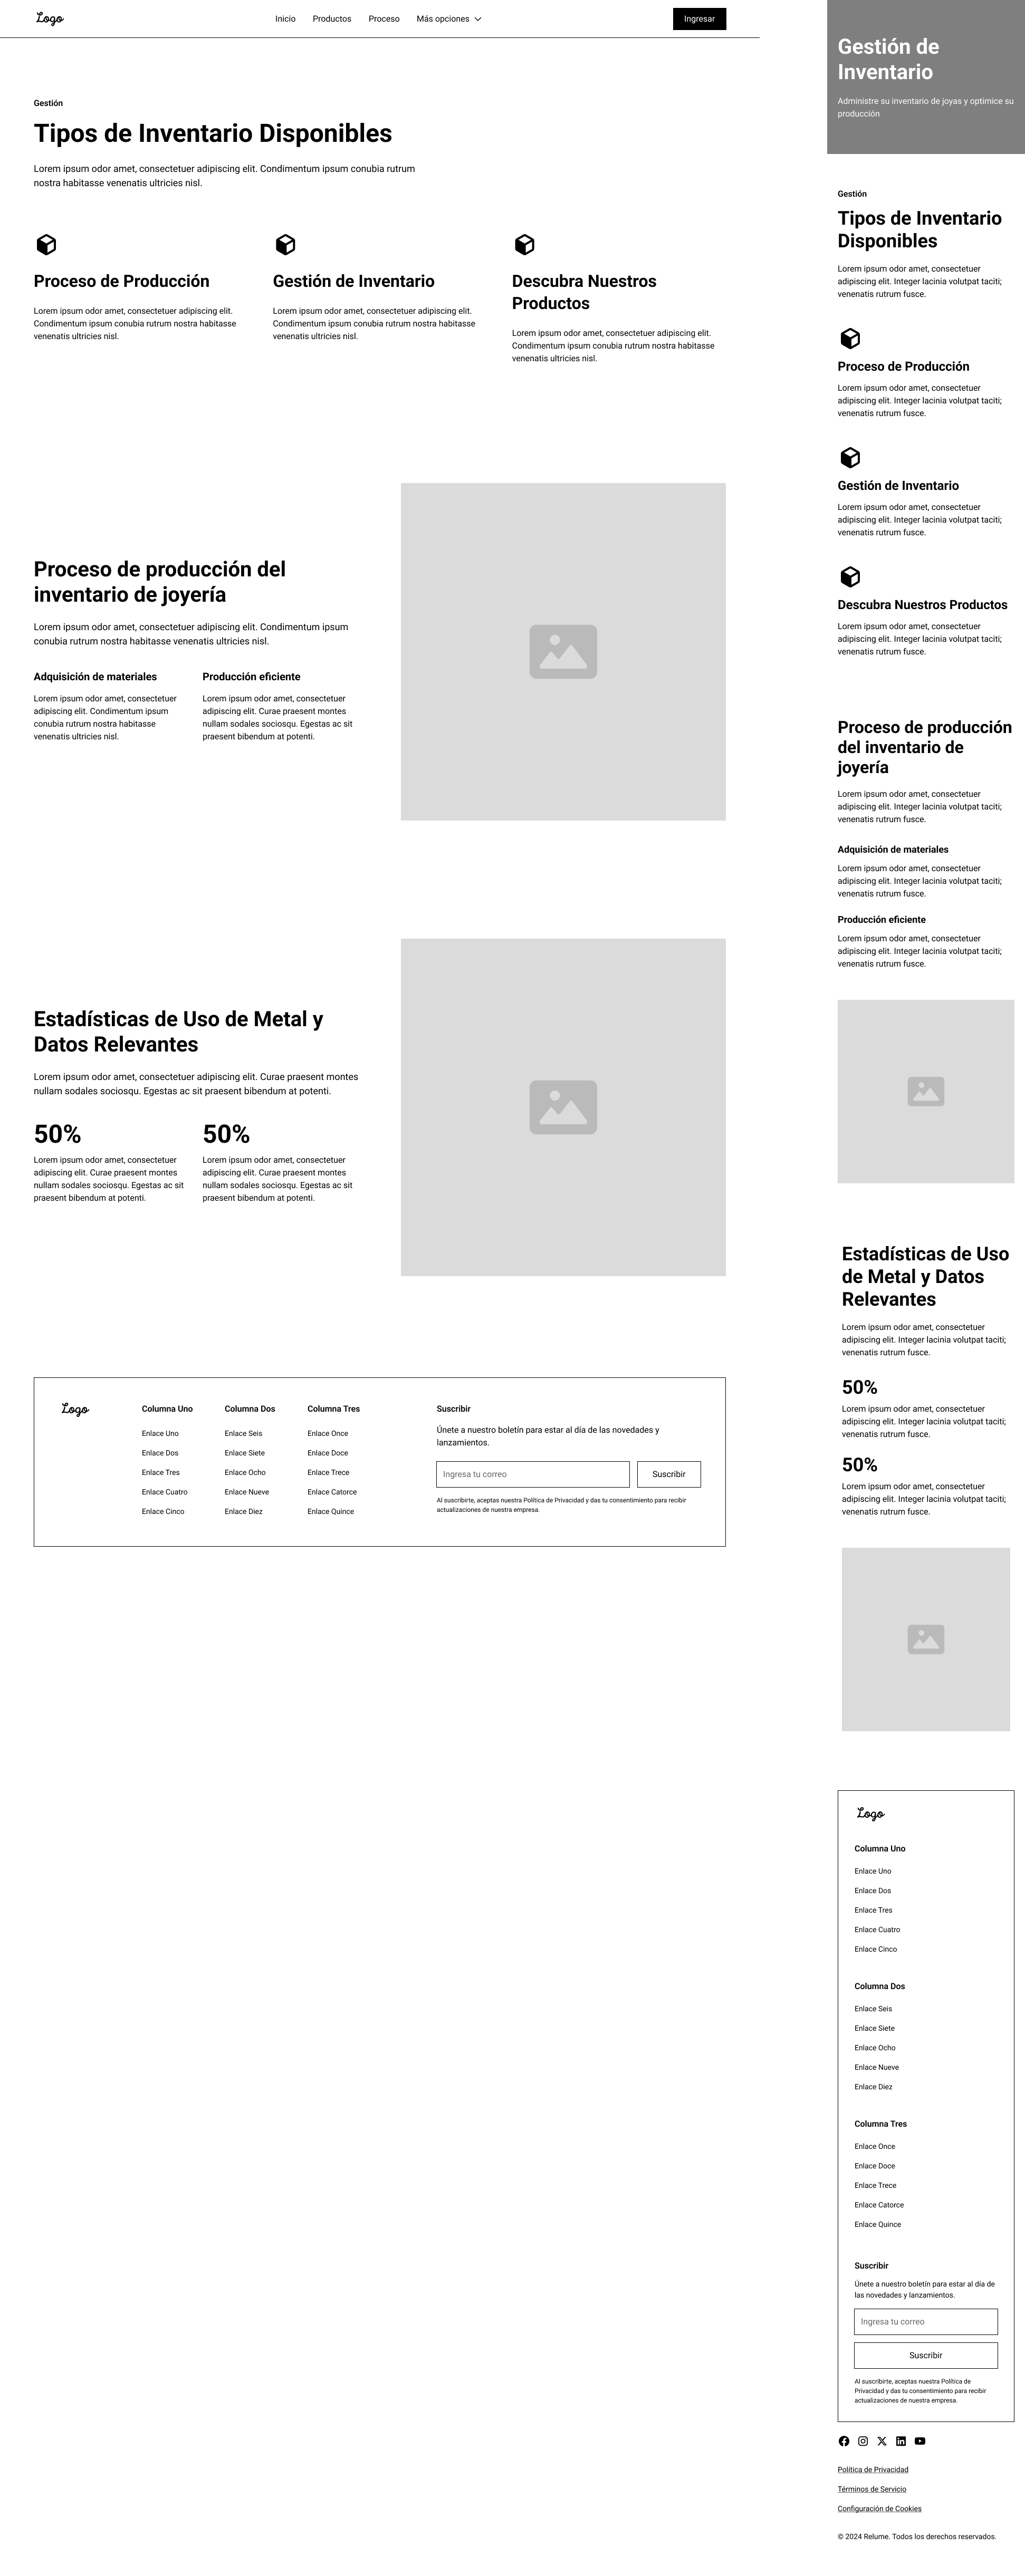 Logo
Inicio
Productos
Proceso
Más opciones
Ingresar
Gestión
Tipos de Inventario Disponibles
Lorem ipsum odor amet, consectetuer adipiscing elit. Condimentum ipsum conubia rutrum
nostra habitasse venenatis ultricies nisl.
Proceso de Producción
Lorem ipsum odor amet, consectetuer adipiscing elit.
Condimentum ipsum conubia rutrum nostra habitasse
venenatis ultricies nisl.
Gestión de Inventario
Lorem ipsum odor amet, consectetuer adipiscing elit.
Condimentum ipsum conubia rutrum nostra habitasse
venenatis ultricies nisl.
Descubra Nuestros
Productos
Lorem ipsum odor amet, consectetuer adipiscing elit.
Condimentum ipsum conubia rutrum nostra habitasse
venenatis ultricies nisl.
Proceso de producción del
inventario de joyería
Lorem ipsum odor amet, consectetuer adipiscing elit. Condimentum ipsum
conubia rutrum nostra habitasse venenatis ultricies nisl.
Adquisición de materiales
Lorem ipsum odor amet, consectetuer
adipiscing elit. Condimentum ipsum
conubia rutrum nostra habitasse
venenatis ultricies nisl.
Producción eficiente
Lorem ipsum odor amet, consectetuer
adipiscing elit. Curae praesent montes
nullam sodales sociosqu. Egestas ac sit
praesent bibendum at potenti.
Estadísticas de Uso de Metal y
Datos Relevantes
Lorem ipsum odor amet, consectetuer adipiscing elit. Curae praesent montes
nullam sodales sociosqu. Egestas ac sit praesent bibendum at potenti.
50%
Lorem ipsum odor amet, consectetuer
adipiscing elit. Curae praesent montes
nullam sodales sociosqu. Egestas ac sit
praesent bibendum at potenti.
50%
Lorem ipsum odor amet, consectetuer
adipiscing elit. Curae praesent montes
nullam sodales sociosqu. Egestas ac sit
praesent bibendum at potenti.
Logo
Columna Uno
Enlace Uno
Enlace Dos
Enlace Tres
Enlace Cuatro
Enlace Cinco
Columna Dos
Enlace Seis
Enlace Siete
Enlace Ocho
Enlace Nueve
Enlace Diez
Columna Tres
Enlace Once
Enlace Doce
Enlace Trece
Enlace Catorce
Enlace Quince
Suscribir
Únete a nuestro boletín para estar al día de las novedades y
lanzamientos.
Ingresa tu correo
Suscribir
Al suscribirte, aceptas nuestra Política de Privacidad y das tu consentimiento para recibir
actualizaciones de nuestra empresa.
Gestión de
Inventario
Administre su inventario de joyas y optimice su
producción
Gestión
Tipos de Inventario
Disponibles
Lorem ipsum odor amet, consectetuer
adipiscing elit. Integer lacinia volutpat taciti;
venenatis rutrum fusce.
Proceso de Producción
Lorem ipsum odor amet, consectetuer
adipiscing elit. Integer lacinia volutpat taciti;
venenatis rutrum fusce.
Gestión de Inventario
Lorem ipsum odor amet, consectetuer
adipiscing elit. Integer lacinia volutpat taciti;
venenatis rutrum fusce.
Descubra Nuestros Productos
Lorem ipsum odor amet, consectetuer
adipiscing elit. Integer lacinia volutpat taciti;
venenatis rutrum fusce.
Proceso de producción
del inventario de
joyería
Lorem ipsum odor amet, consectetuer
adipiscing elit. Integer lacinia volutpat taciti;
venenatis rutrum fusce.
Adquisición de materiales
Lorem ipsum odor amet, consectetuer
adipiscing elit. Integer lacinia volutpat taciti;
venenatis rutrum fusce.
Producción eficiente
Lorem ipsum odor amet, consectetuer
adipiscing elit. Integer lacinia volutpat taciti;
venenatis rutrum fusce.
Estadísticas de Uso
de Metal y Datos
Relevantes
Lorem ipsum odor amet, consectetuer
adipiscing elit. Integer lacinia volutpat taciti;
venenatis rutrum fusce.
50%
Lorem ipsum odor amet, consectetuer
adipiscing elit. Integer lacinia volutpat taciti;
venenatis rutrum fusce.
50%
Lorem ipsum odor amet, consectetuer
adipiscing elit. Integer lacinia volutpat taciti;
venenatis rutrum fusce.
Logo
Columna Uno
Enlace Uno
Enlace Dos
Enlace Tres
Enlace Cuatro
Enlace Cinco
Columna Dos
Enlace Seis
Enlace Siete
Enlace Ocho
Enlace Nueve
Enlace Diez
Columna Tres
Enlace Once
Enlace Doce
Enlace Trece
Enlace Catorce
Enlace Quince
Suscribir
Únete a nuestro boletín para estar al día de
las novedades y lanzamientos.
Ingresa tu correo
Suscribir
Al suscribirte, aceptas nuestra Política de
Privacidad y das tu consentimiento para recibir
actualizaciones de nuestra empresa.
Política de Privacidad
Términos de Servicio
Configuración de Cookies
© 2024 Relume. Todos los derechos reservados.